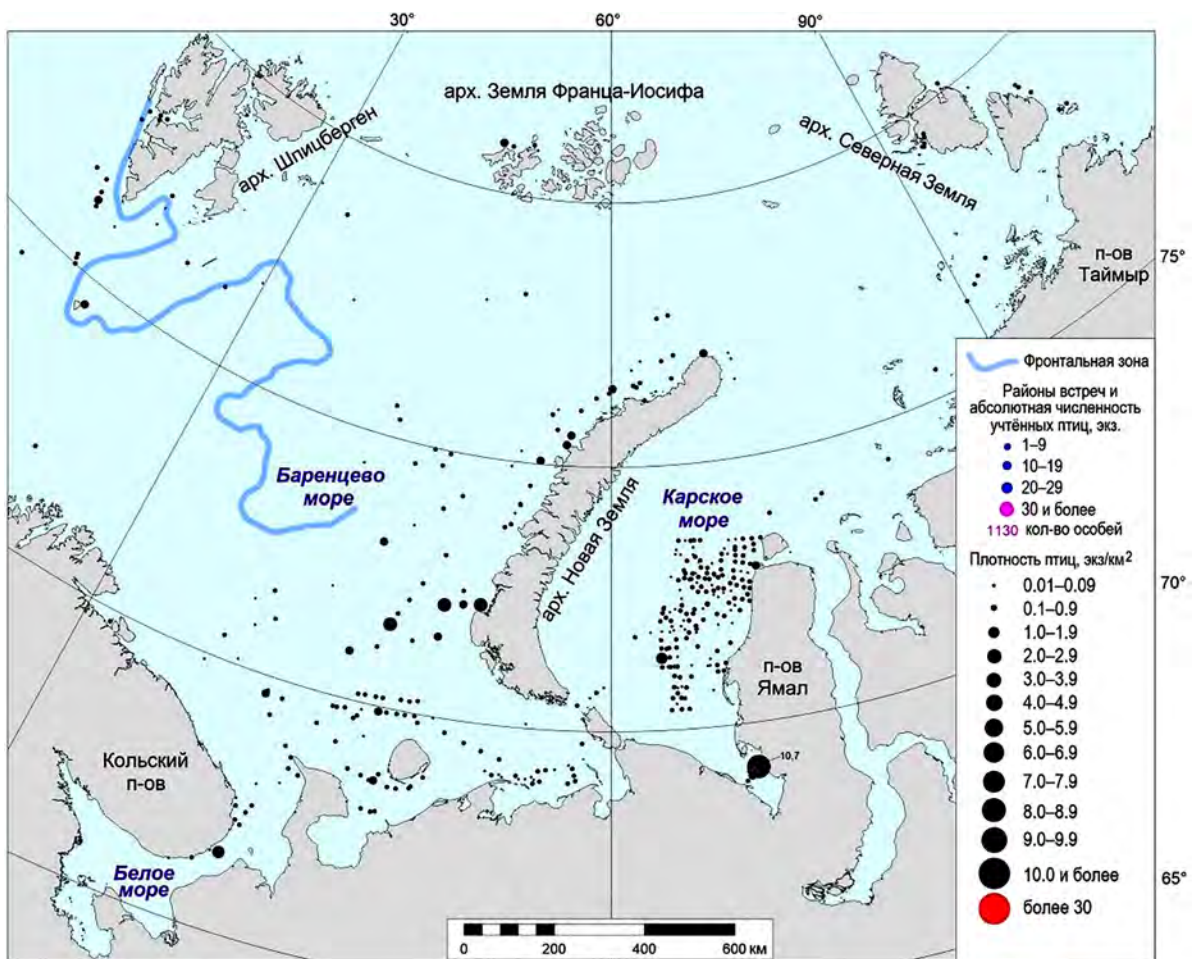 30°
60°
90°
арх. Земля Франца-Иосифа
арх. Шпицберген
арх. Северная Земля
п-ов
Таймыр
75°
Баренцево
море
арх. Новая Земля
Карское
море
п-ов
Ямал
10,7
Кольский
п-ов
Белое
море
70°
65°
Фронтальная зона
Районы встреч и
абсолютная численность
учтённых птиц, экз.
1–9
10–19
20–29
30 и более
1130 кол-во особей
Плотность птиц, экз/км²
0.01–0.09
0.1–0.9
1.0–1.9
2.0–2.9
3.0–3.9
4.0–4.9
5.0–5.9
6.0–6.9
7.0–7.9
8.0–8.9
9.0–9.9
10.0 и более
более 30
0 200 400 600 км